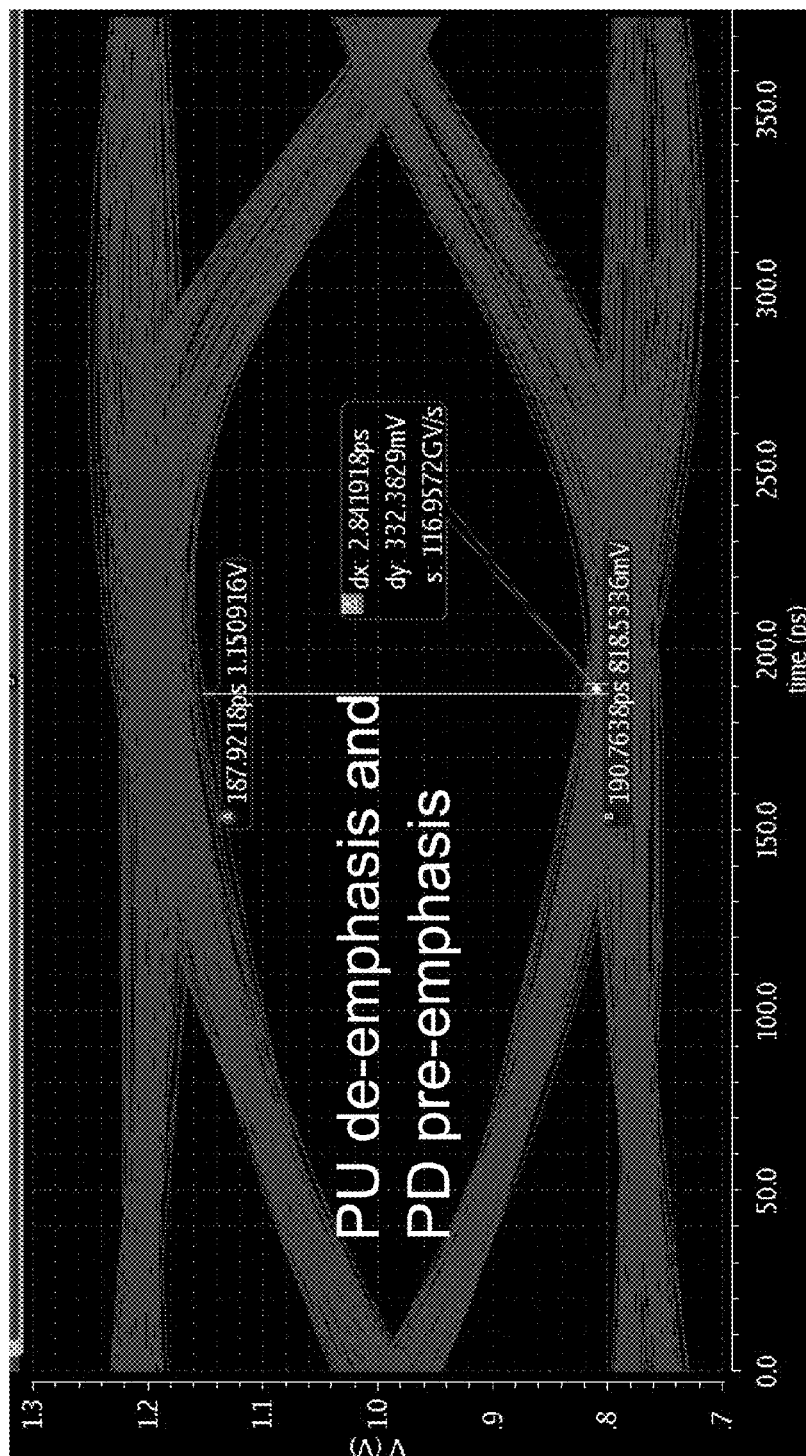 1.3
1.2
1.1
1.0
.9
.8
.7
V (V)
187.9218ps 1.150916V
dx: 2.841918ps
dy: 332.3829mV
s: 116.9572GV/s
PU de-emphasis and
PD pre-emphasis
190.7638ps 818.5336mV
0.0 50.0 100.0 150.0 200.0 250.0 300.0 350.0
time (ps)